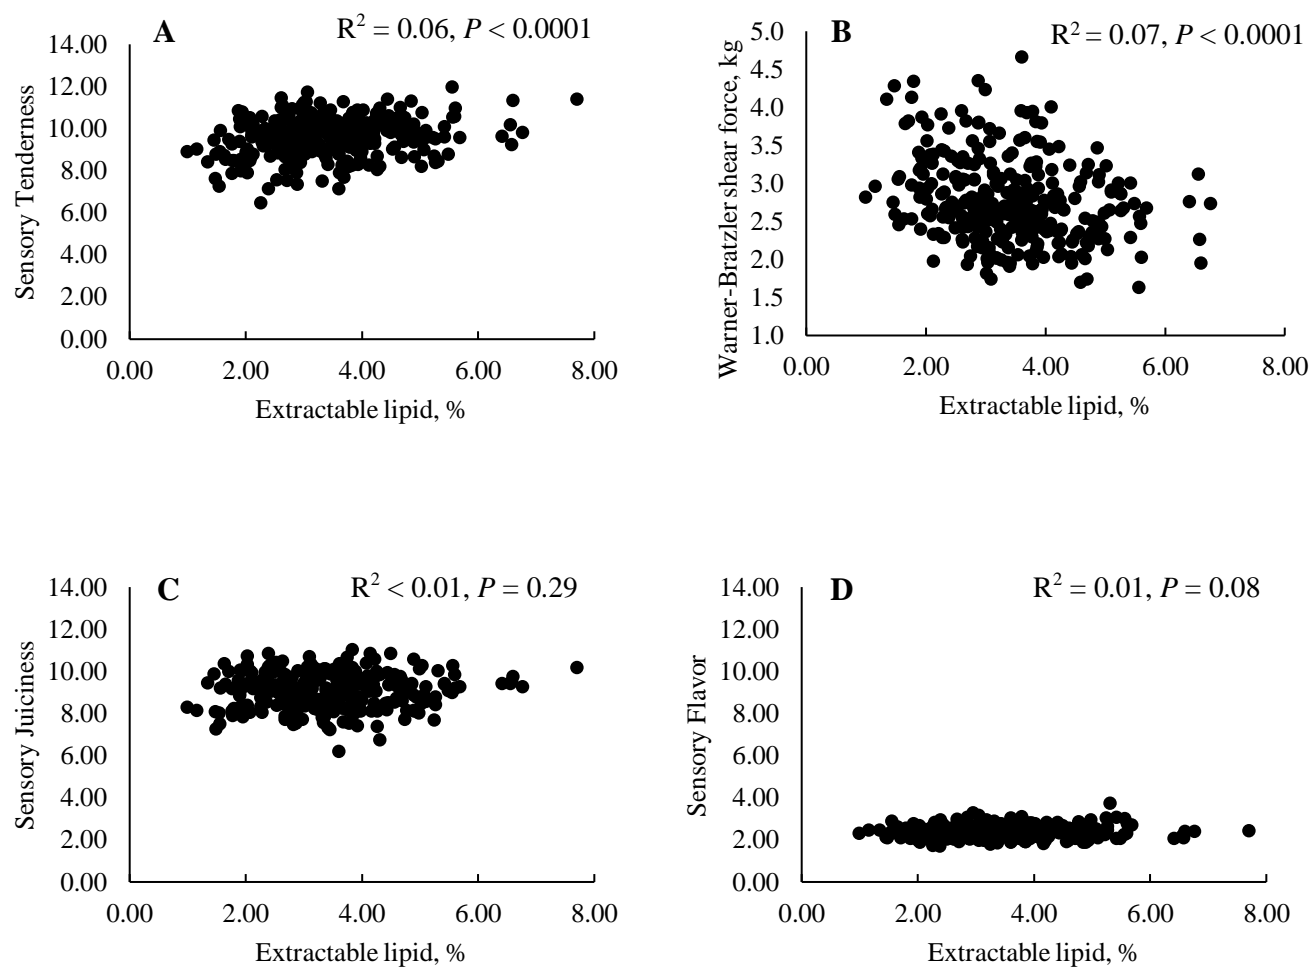 A
R² = 0.06, P < 0.0001
14.00
12.00
10.00
8.00
6.00
4.00
2.00
0.00
Sensory Tenderness
0.00 2.00 4.00 6.00 8.00
Extractable lipid, %
B
R² = 0.07, P < 0.0001
5.0
4.5
4.0
3.5
3.0
2.5
2.0
1.5
1.0
Warner-Bratzler shear force, kg
0.00 2.00 4.00 6.00 8.00
Extractable lipid, %
C
R² < 0.01, P = 0.29
14.00
12.00
10.00
8.00
6.00
4.00
2.00
0.00
Sensory Juiciness
0.00 2.00 4.00 6.00 8.00
Extractable lipid, %
D
R² = 0.01, P = 0.08
14.00
12.00
10.00
8.00
6.00
4.00
2.00
0.00
Sensory Flavor
0.00 2.00 4.00 6.00 8.00
Extractable lipid, %